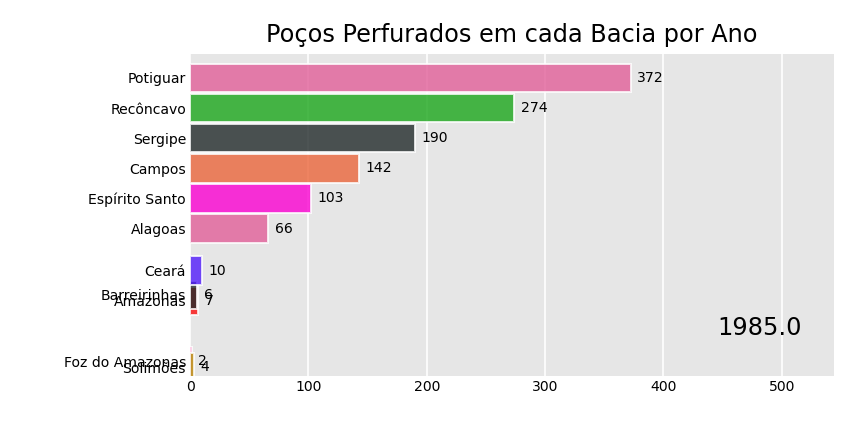 Poços Perfurados em cada Bacia por Ano
Potiguar 372
Recôncavo 274
Sergipe 190
Campos 142
Espírito Santo 103
Alagoas 66
Ceará 10
Barreirinhas 6
Amazonas 7
1985.0
Foz do Amazonas 2
Solimões 4
0 100 200 300 400 500